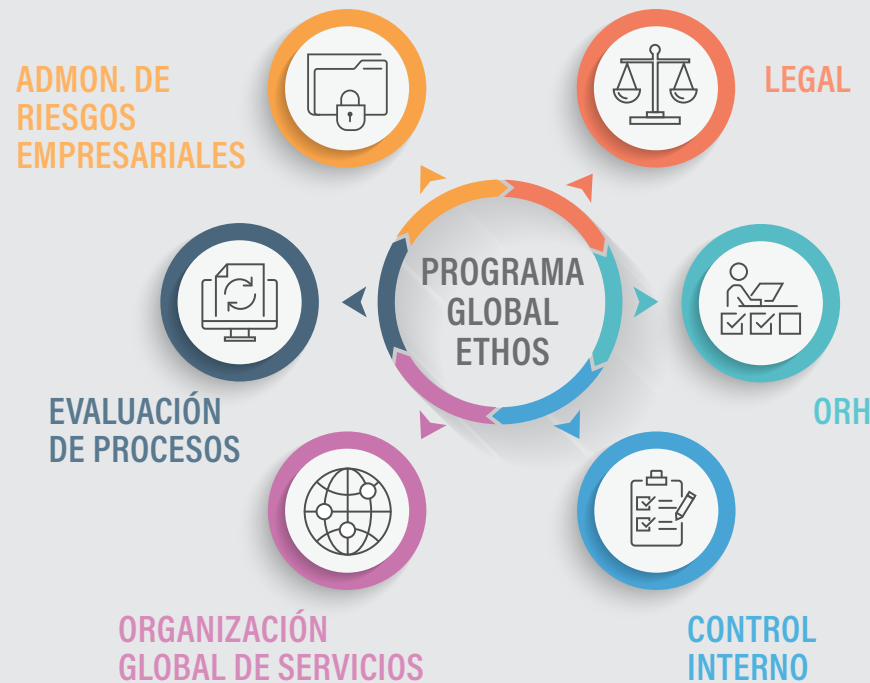 ADMON. DE
RIESGOS
EMPRESARIALES
LEGAL
PROGRAMA
GLOBAL
ETHOS
ORH
EVALUACIÓN
DE PROCESOS
ORGANIZACIÓN
GLOBAL DE SERVICIOS
CONTROL
INTERNO